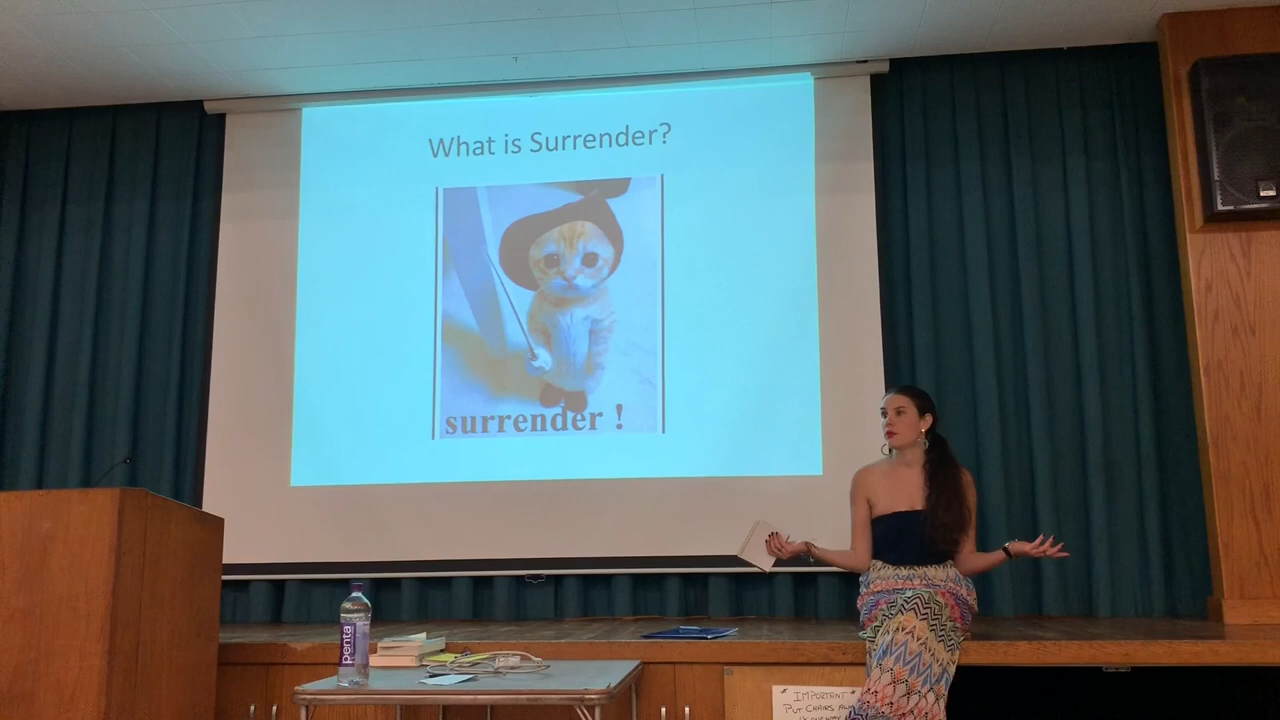 What is Surrender?
surrender !
penta
IMPORTANT
PUT CHAIRS